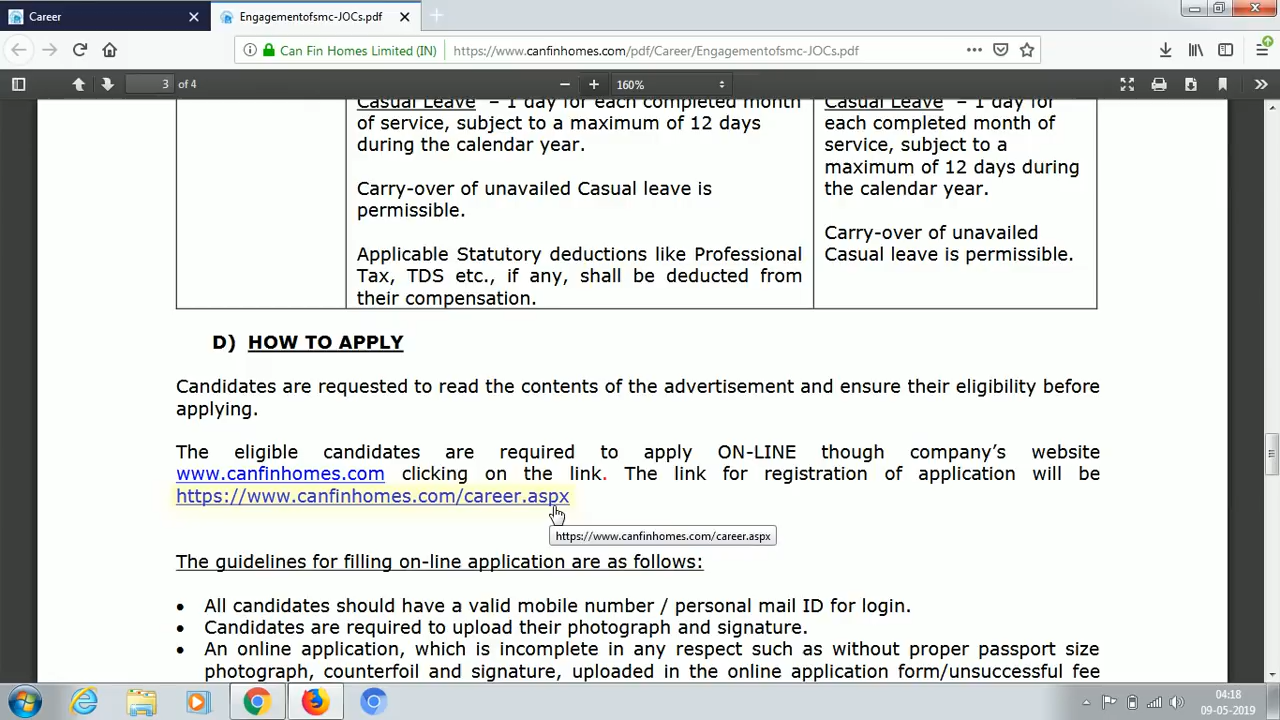 Career
Engagementofsmc-JOCs.pdf
Can Fin Homes Limited (IN)
https://www.canfinhomes.com/pdf/Career/Engagementofsmc-JOCs.pdf
3 of 4
160%
Casual Leave – 1 day for each completed month
of service, subject to a maximum of 12 days
during the calendar year.
Carry-over of unavailed Casual leave is
permissible.
Applicable Statutory deductions like Professional
Tax, TDS etc., if any, shall be deducted from
their compensation.
Casual Leave – 1 day for
each completed month of
service, subject to a
maximum of 12 days during
the calendar year.
Carry-over of unavailed
Casual leave is permissible.
D) HOW TO APPLY
Candidates are requested to read the contents of the advertisement and ensure their eligibility before
applying.
The eligible candidates are required to apply ON-LINE though company's website
www.canfinhomes.com clicking on the link. The link for registration of application will be
https://www.canfinhomes.com/career.aspx
https://www.canfinhomes.com/career.aspx
The guidelines for filling on-line application are as follows:
• All candidates should have a valid mobile number / personal mail ID for login.
• Candidates are required to upload their photograph and signature.
• An online application, which is incomplete in any respect such as without proper passport size
photograph, counterfoil and signature, uploaded in the online application form/unsuccessful fee
04:18
09-05-2019